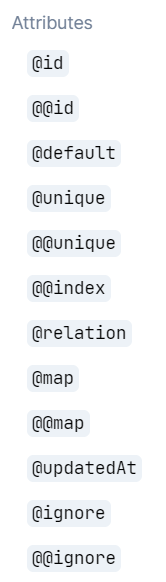 Attributes
@id
@@id
@default
@unique
@@unique
@@index
@relation
@map
@@map
@updatedAt
@ignore
@@ignore